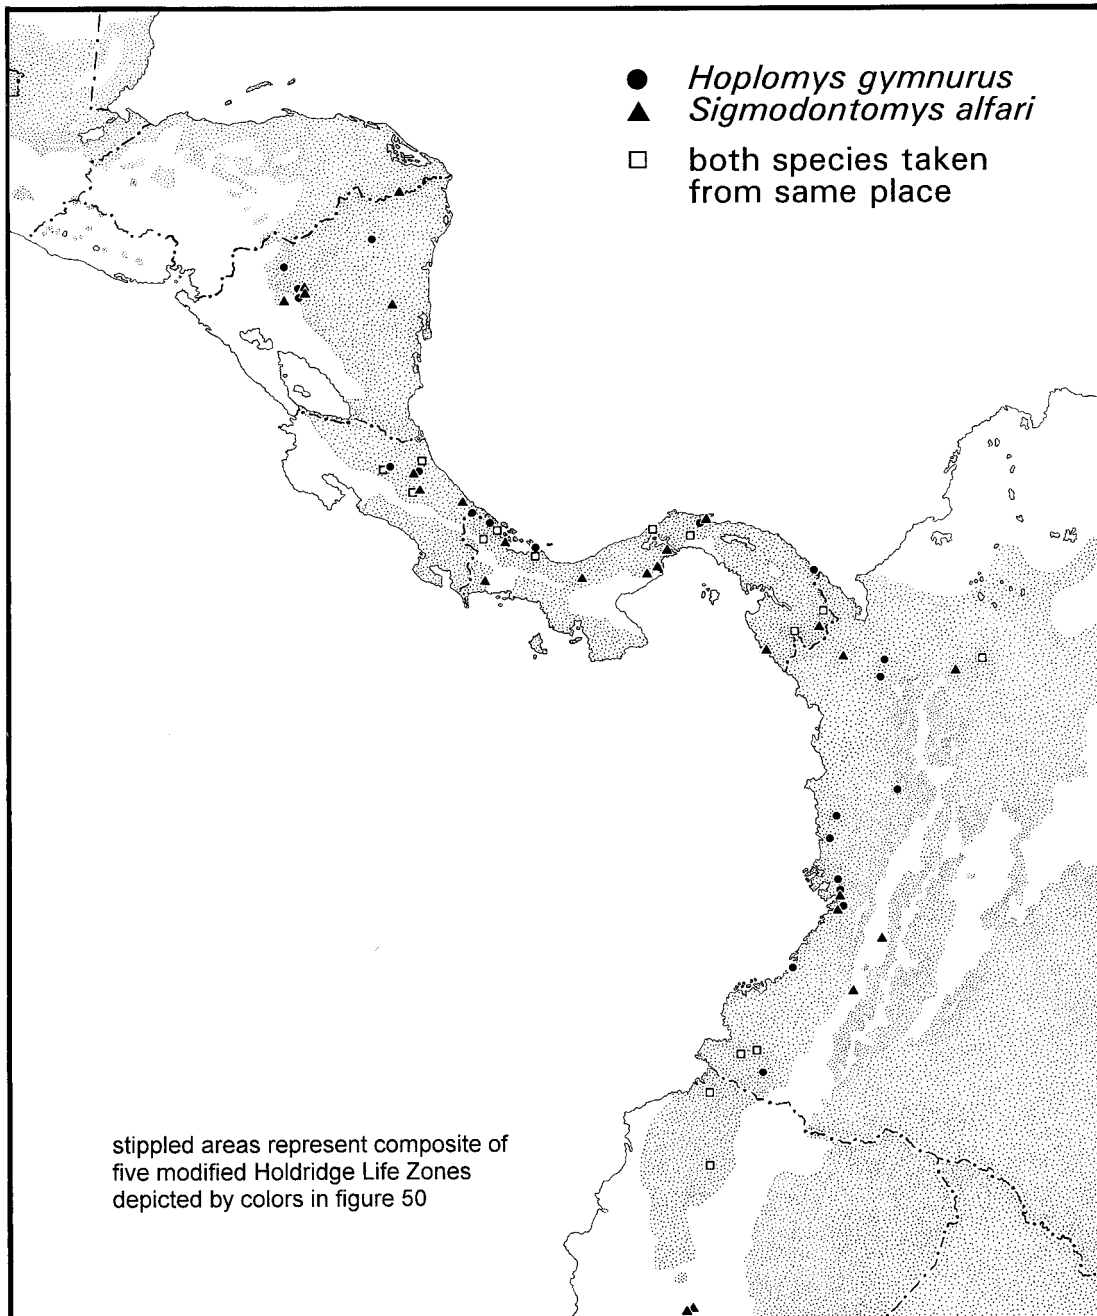 Hoplomys gymnurus
Sigmodontomys alfari
both species taken
from same place
stippled areas represent composite of
five modified Holdridge Life Zones
depicted by colors in figure 50